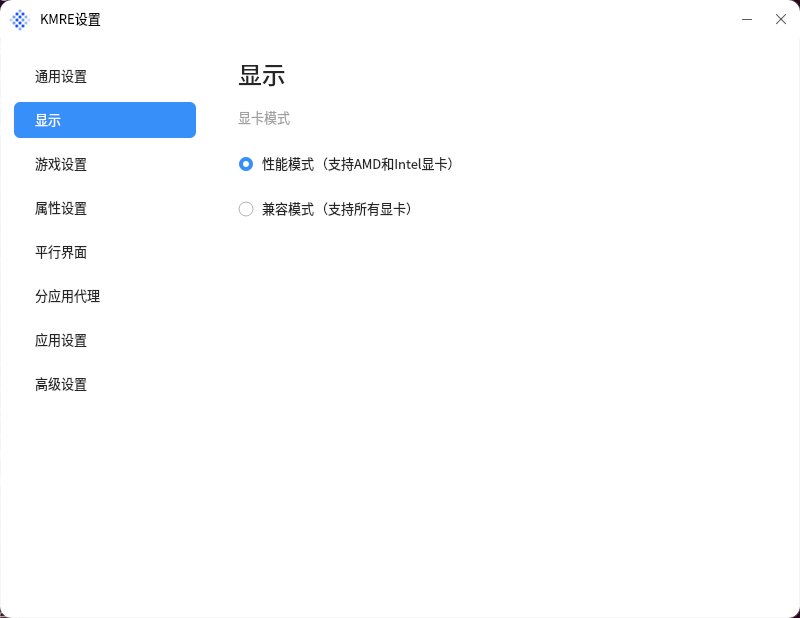 KMRE设置
通用设置
显示
游戏设置
属性设置
平行界面
分应用代理
应用设置
高级设置
显示
显卡模式
性能模式（支持AMD和Intel显卡）
兼容模式（支持所有显卡）